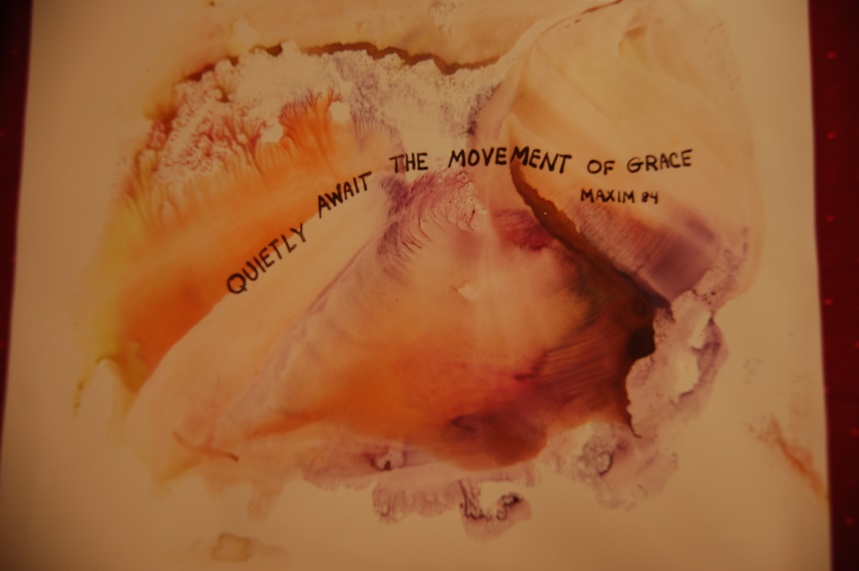 QUIETLY AWAIT THE MOVEMENT OF GRACE
MAXIM 84